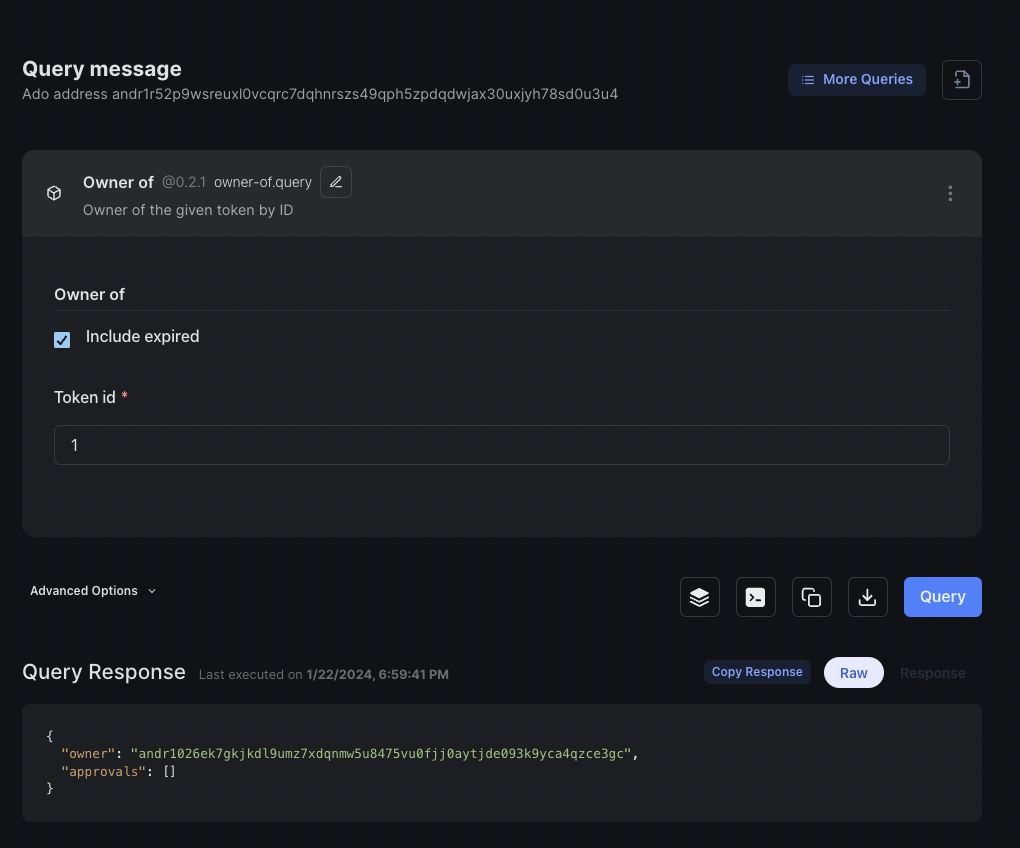 Query message
More Queries
Ado address andr1r52p9wsreuxl0vcqrc7dqhnrszs49qph5zpdqdwjax30uxjyh78sd0u3u4
Owner of @0.2.1 owner-of.query
Owner of the given token by ID
Owner of
Include expired
Token id *
1
Advanced Options
Query
Query Response Last executed on 1/22/2024, 6:59:41 PM
Copy Response Raw Response
{
"owner": "andr1026ek7gkjkdl9umz7xdqnmw5u8475vu0fjj0aytjde093k9yca4qzce3gc",
"approvals": []
}